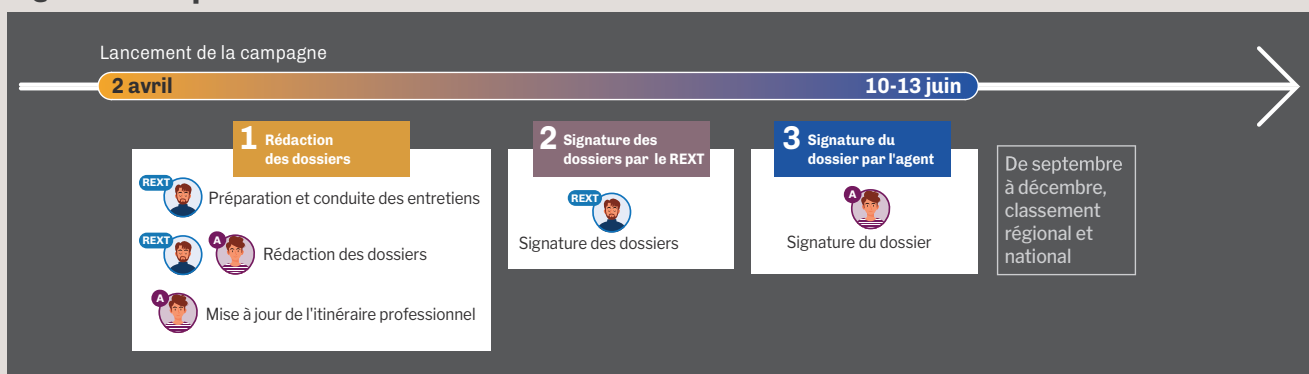 Lancement de la campagne
2 avril
10-13 juin
1 Rédaction
des dossiers
REXT
Préparation et conduite des entretiens
REXT
A
Rédaction des dossiers
A
Mise à jour de l'itinéraire professionnel
2 Signature des
dossiers par le REXT
REXT
Signature des dossiers
3 Signature du
dossier par l'agent
A
Signature du dossier
De septembre
à décembre,
classement
régional et
national